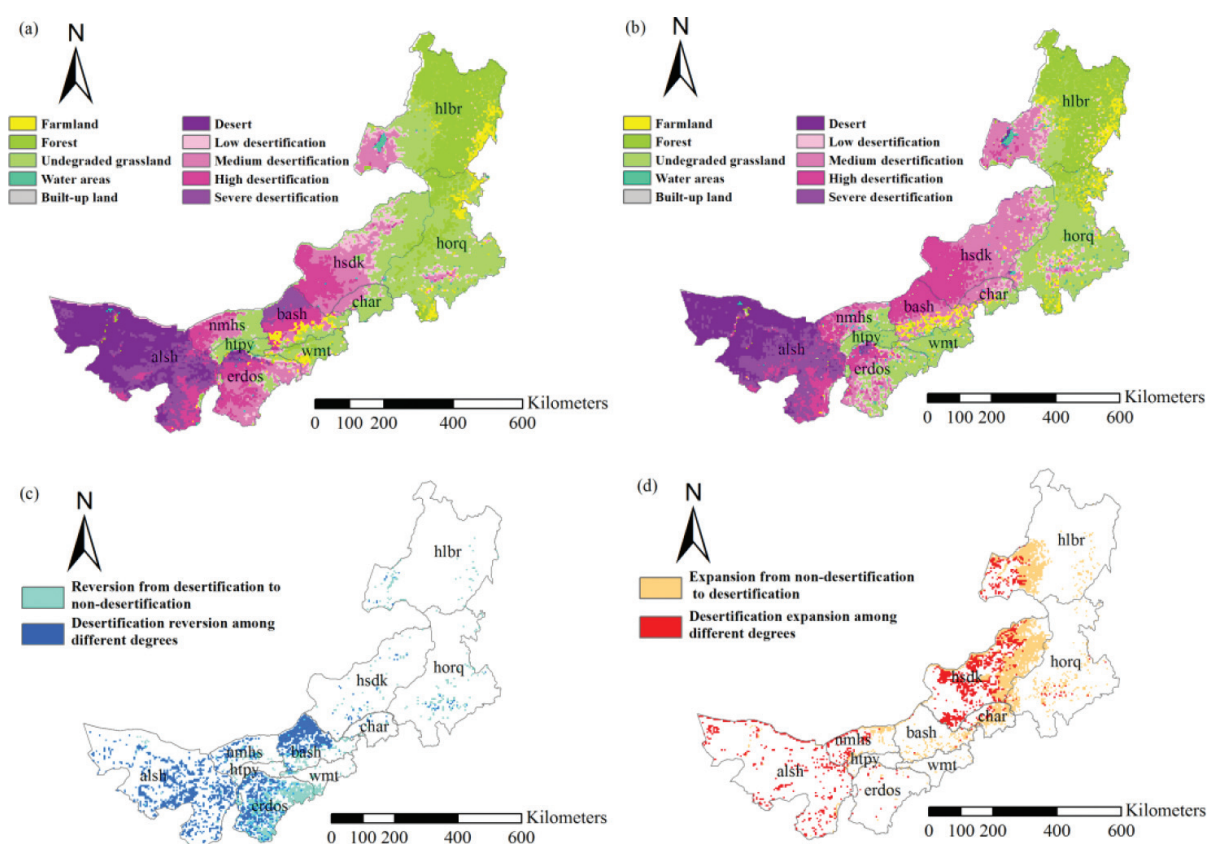 (a)
N
Farmland
Forest
Undegraded grassland
Water areas
Built-up land
Desert
Low desertification
Medium desertification
High desertification
Severe desertification
hlbr
horq
hsdk
char
bash
nmhs
htpy
wmt
alsh
erdos
Kilometers
0 100 200 400 600
(b)
N
Farmland
Forest
Undegraded grassland
Water areas
Built-up land
Desert
Low desertification
Medium desertification
High desertification
Severe desertification
hlbr
horq
hsdk
char
bash
nmhs
htpy
wmt
alsh
erdos
Kilometers
0 100 200 400 600
(c)
N
Reversion from desertification to
non-desertification
Desertification reversion among
different degrees
hlbr
horq
hsdk
char
bash
nmhs
htpy
wmt
alsh
erdos
Kilometers
0 100 200 400 600
(d)
N
Expansion from non-desertification
to desertification
Desertification expansion among
different degrees
hlbr
horq
hsdk
char
bash
nmhs
htpy
wmt
alsh
erdos
Kilometers
0 100 200 400 600